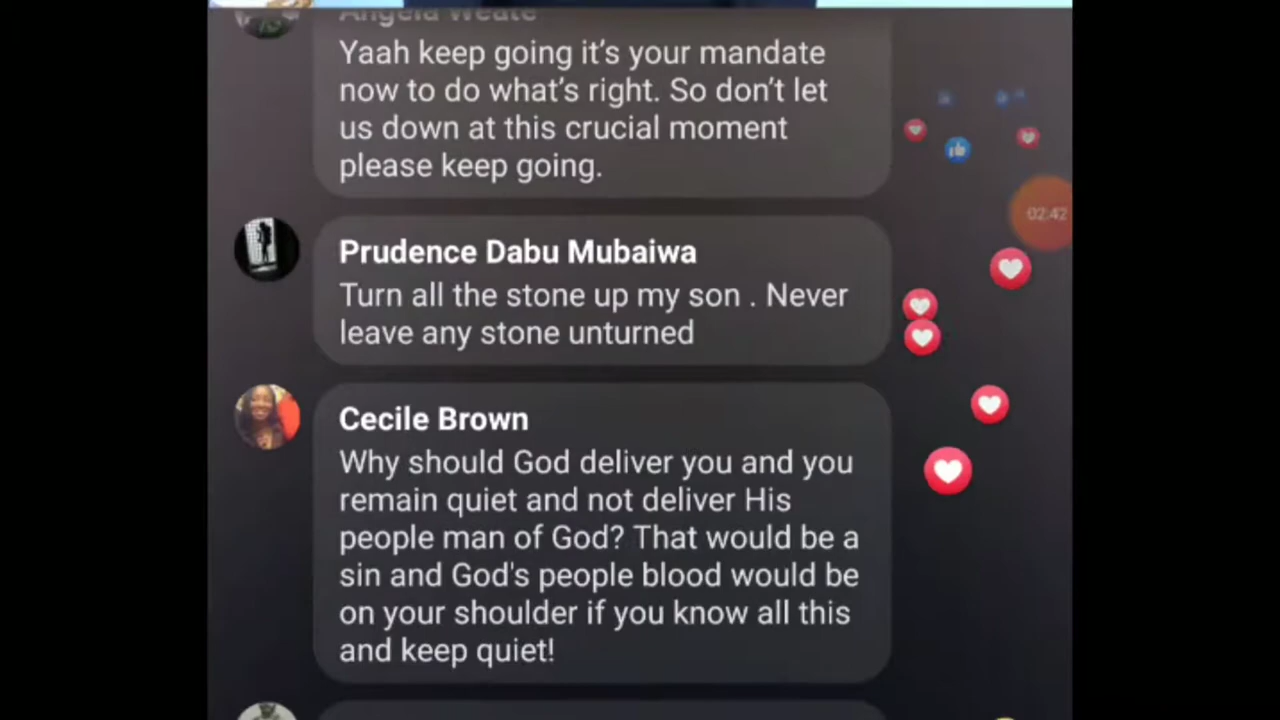 Angela Weate
Yaah keep going it’s your mandate
now to do what’s right. So don’t let
us down at this crucial moment
please keep going.
02:42
Prudence Dabu Mubaiwa
Turn all the stone up my son . Never
leave any stone unturned
Cecile Brown
Why should God deliver you and you
remain quiet and not deliver His
people man of God? That would be a
sin and God's people blood would be
on your shoulder if you know all this
and keep quiet!